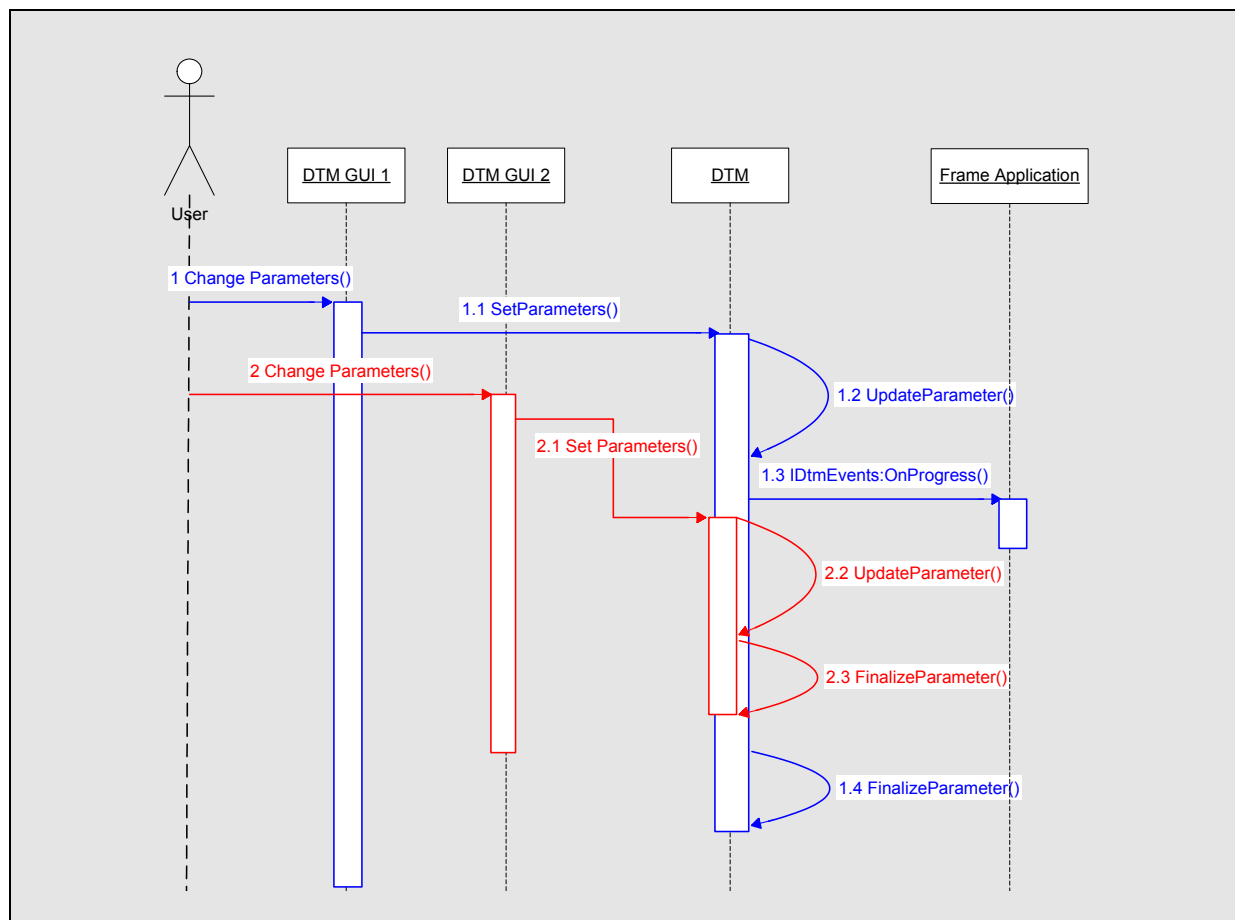 User
DTM GUI 1
DTM GUI 2
DTM
Frame Application
1 Change Parameters()
1.1 SetParameters()
2 Change Parameters()
1.2 UpdateParameter()
2.1 Set Parameters()
1.3 IDtmEvents:OnProgress()
2.2 UpdateParameter()
2.3 FinalizeParameter()
1.4 FinalizeParameter()